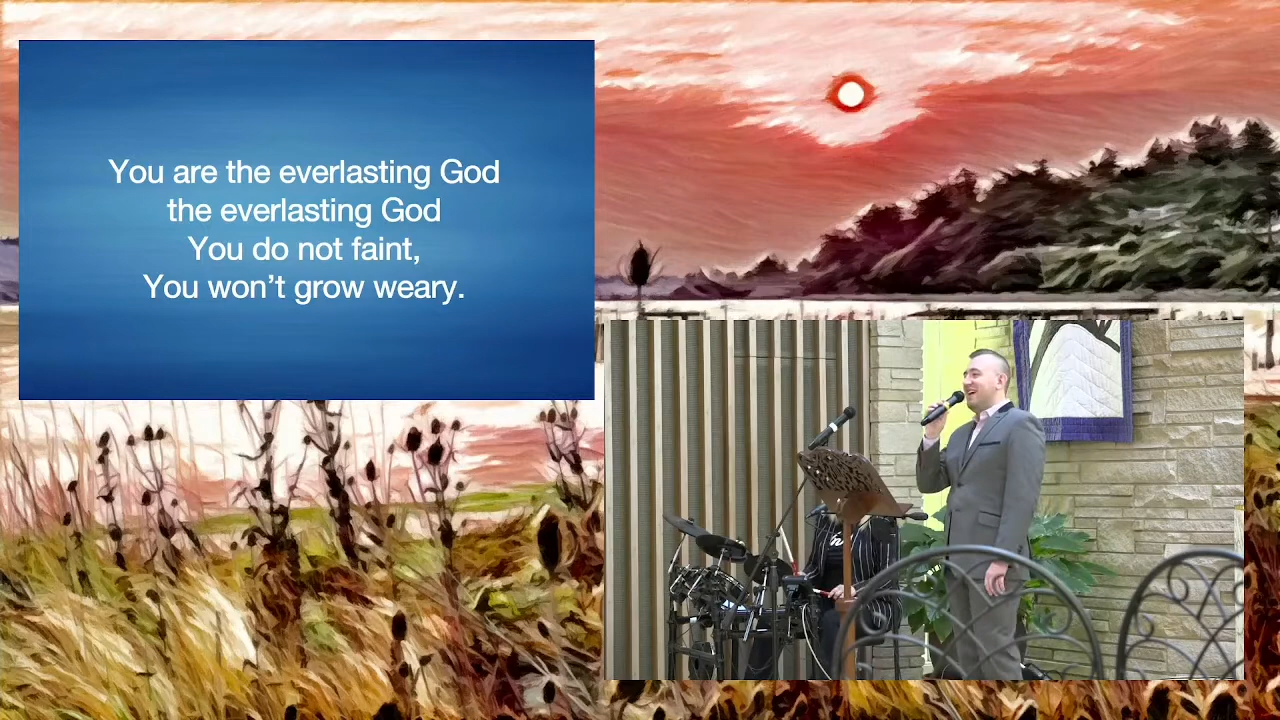 You are the everlasting God
the everlasting God
You do not faint,
You won't grow weary.